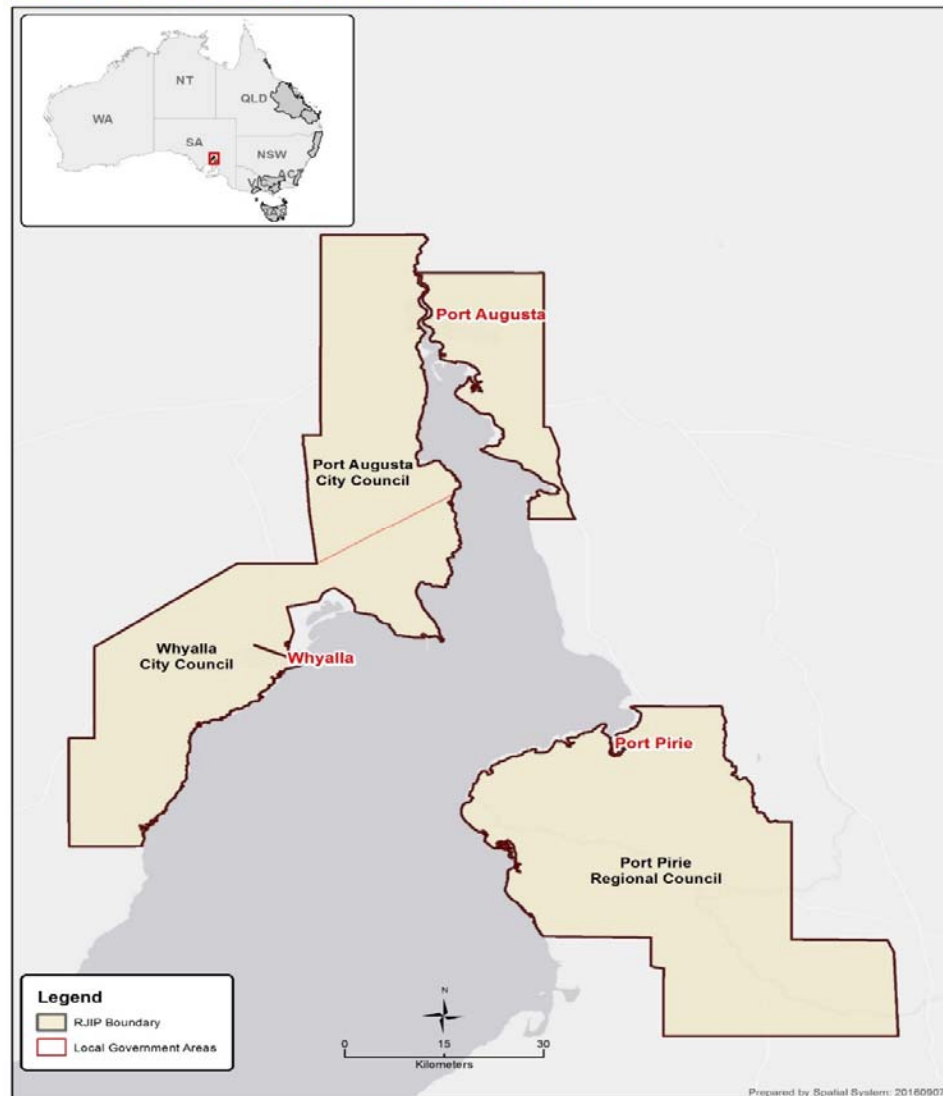 NT
QLD
WA
SA
NSW
ACT
VIC
Port Augusta
Port Augusta
City Council
Whyalla
City Council
Whyalla
Port Pirie
Port Pirie
Regional Council
Legend
RJIP Boundary
Local Government Areas
N
0 15 30
Kilometers
Prepared by Spatial System: 20160907